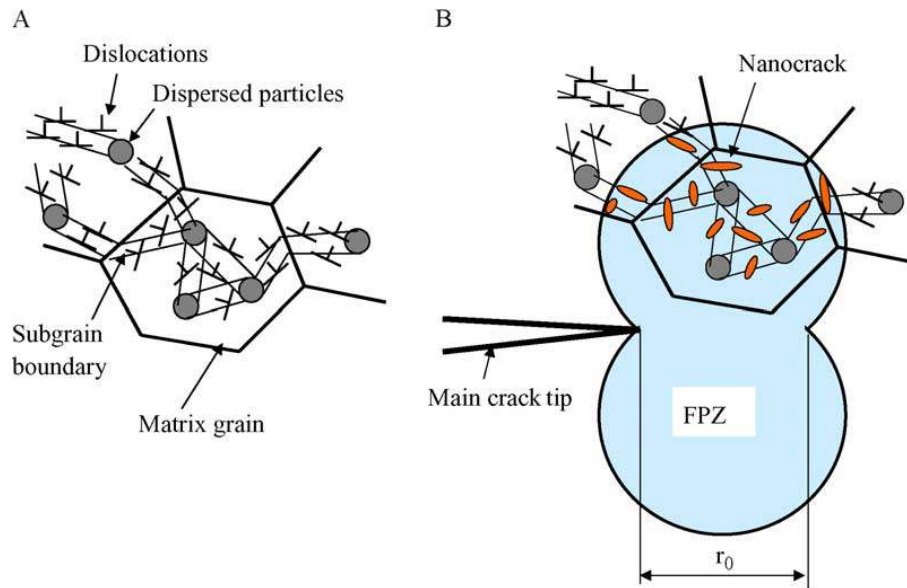 A
Dislocations
Dispersed particles
Subgrain
boundary
Matrix grain
B
Nanocrack
Main crack tip
FPZ
r₀